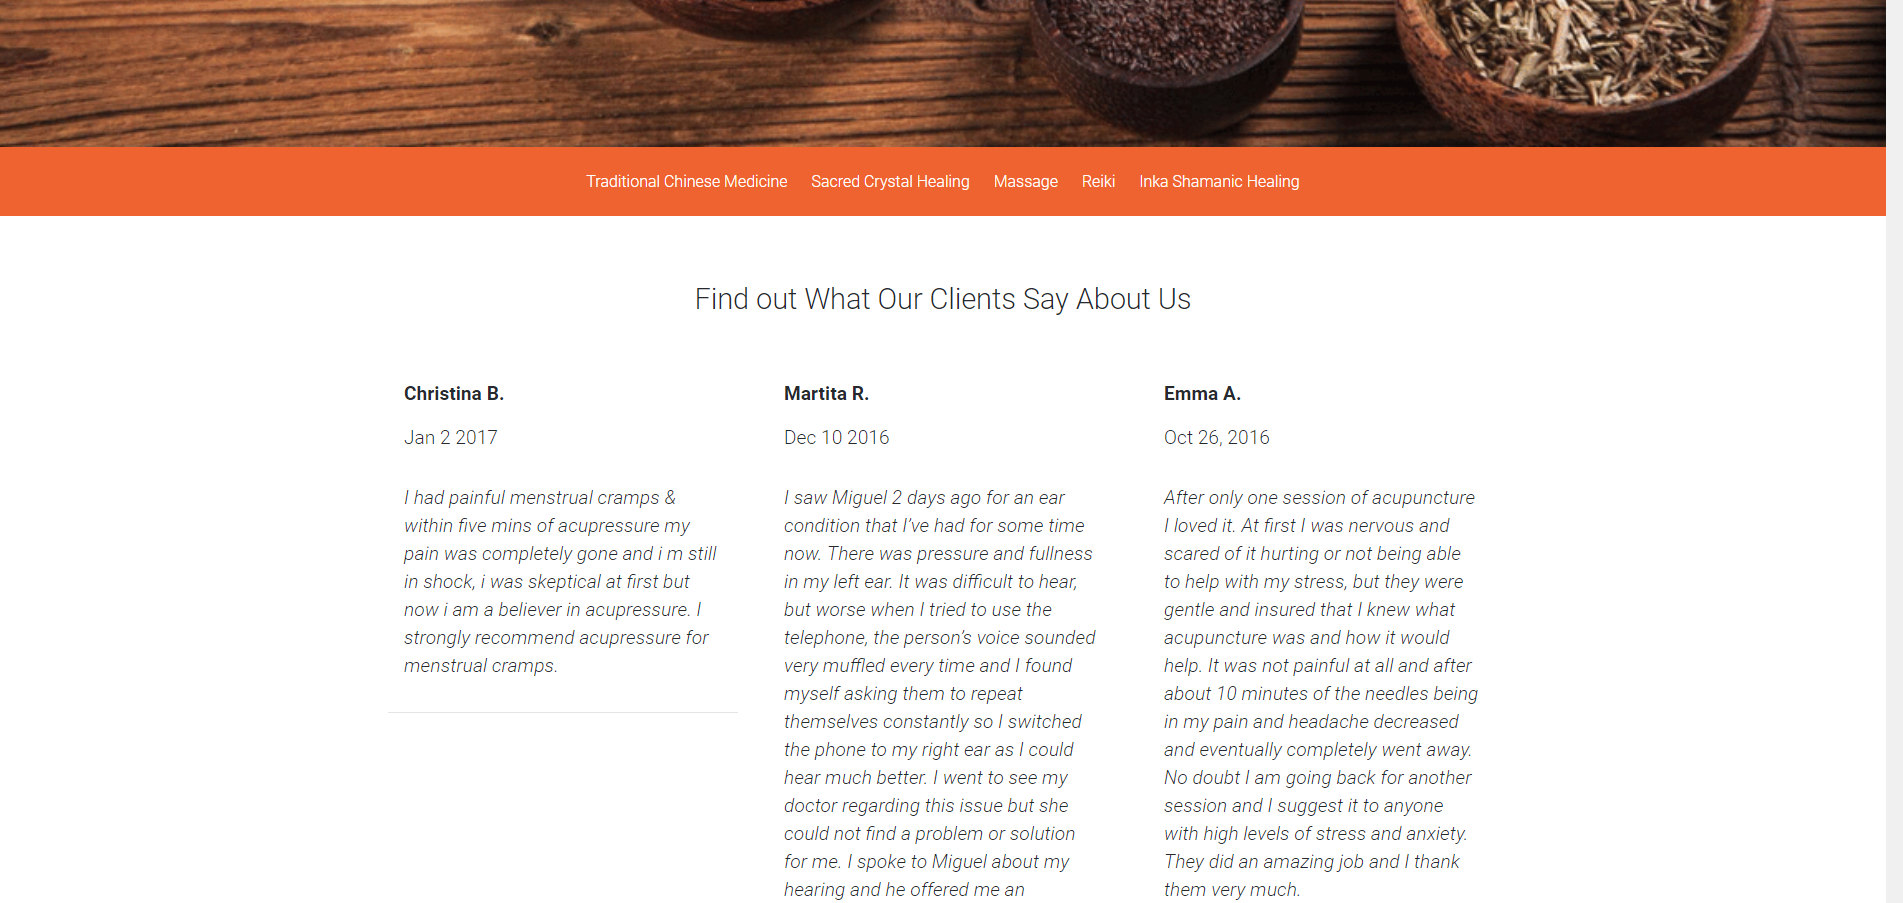 Traditional Chinese Medicine Sacred Crystal Healing Massage Reiki Inka Shamanic Healing
Find out What Our Clients Say About Us
Christina B.
Jan 2 2017
I had painful menstrual cramps &
within five mins of acupressure my
pain was completely gone and i m still
in shock, i was skeptical at first but
now i am a believer in acupressure. I
strongly recommend acupressure for
menstrual cramps.
Martita R.
Dec 10 2016
I saw Miguel 2 days ago for an ear
condition that I've had for some time
now. There was pressure and fullness
in my left ear. It was difficult to hear,
but worse when I tried to use the
telephone, the person's voice sounded
very muffled every time and I found
myself asking them to repeat
themselves constantly so I switched
the phone to my right ear as I could
hear much better. I went to see my
doctor regarding this issue but she
could not find a problem or solution
for me. I spoke to Miguel about my
hearing and he offered me an
Emma A.
Oct 26, 2016
After only one session of acupuncture
I loved it. At first I was nervous and
scared of it hurting or not being able
to help with my stress, but they were
gentle and insured that I knew what
acupuncture was and how it would
help. It was not painful at all and after
about 10 minutes of the needles being
in my pain and headache decreased
and eventually completely went away.
No doubt I am going back for another
session and I suggest it to anyone
with high levels of stress and anxiety.
They did an amazing job and I thank
them very much.